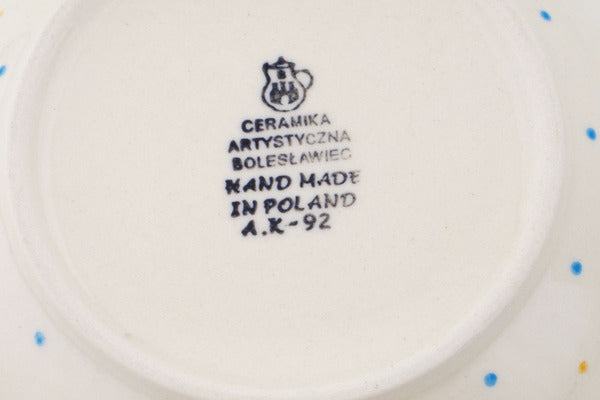 B
CERAMIKA
ARTYSTYCZNA
BOLESŁAWIEC
HAND MADE
IN POLAND
A.K-92